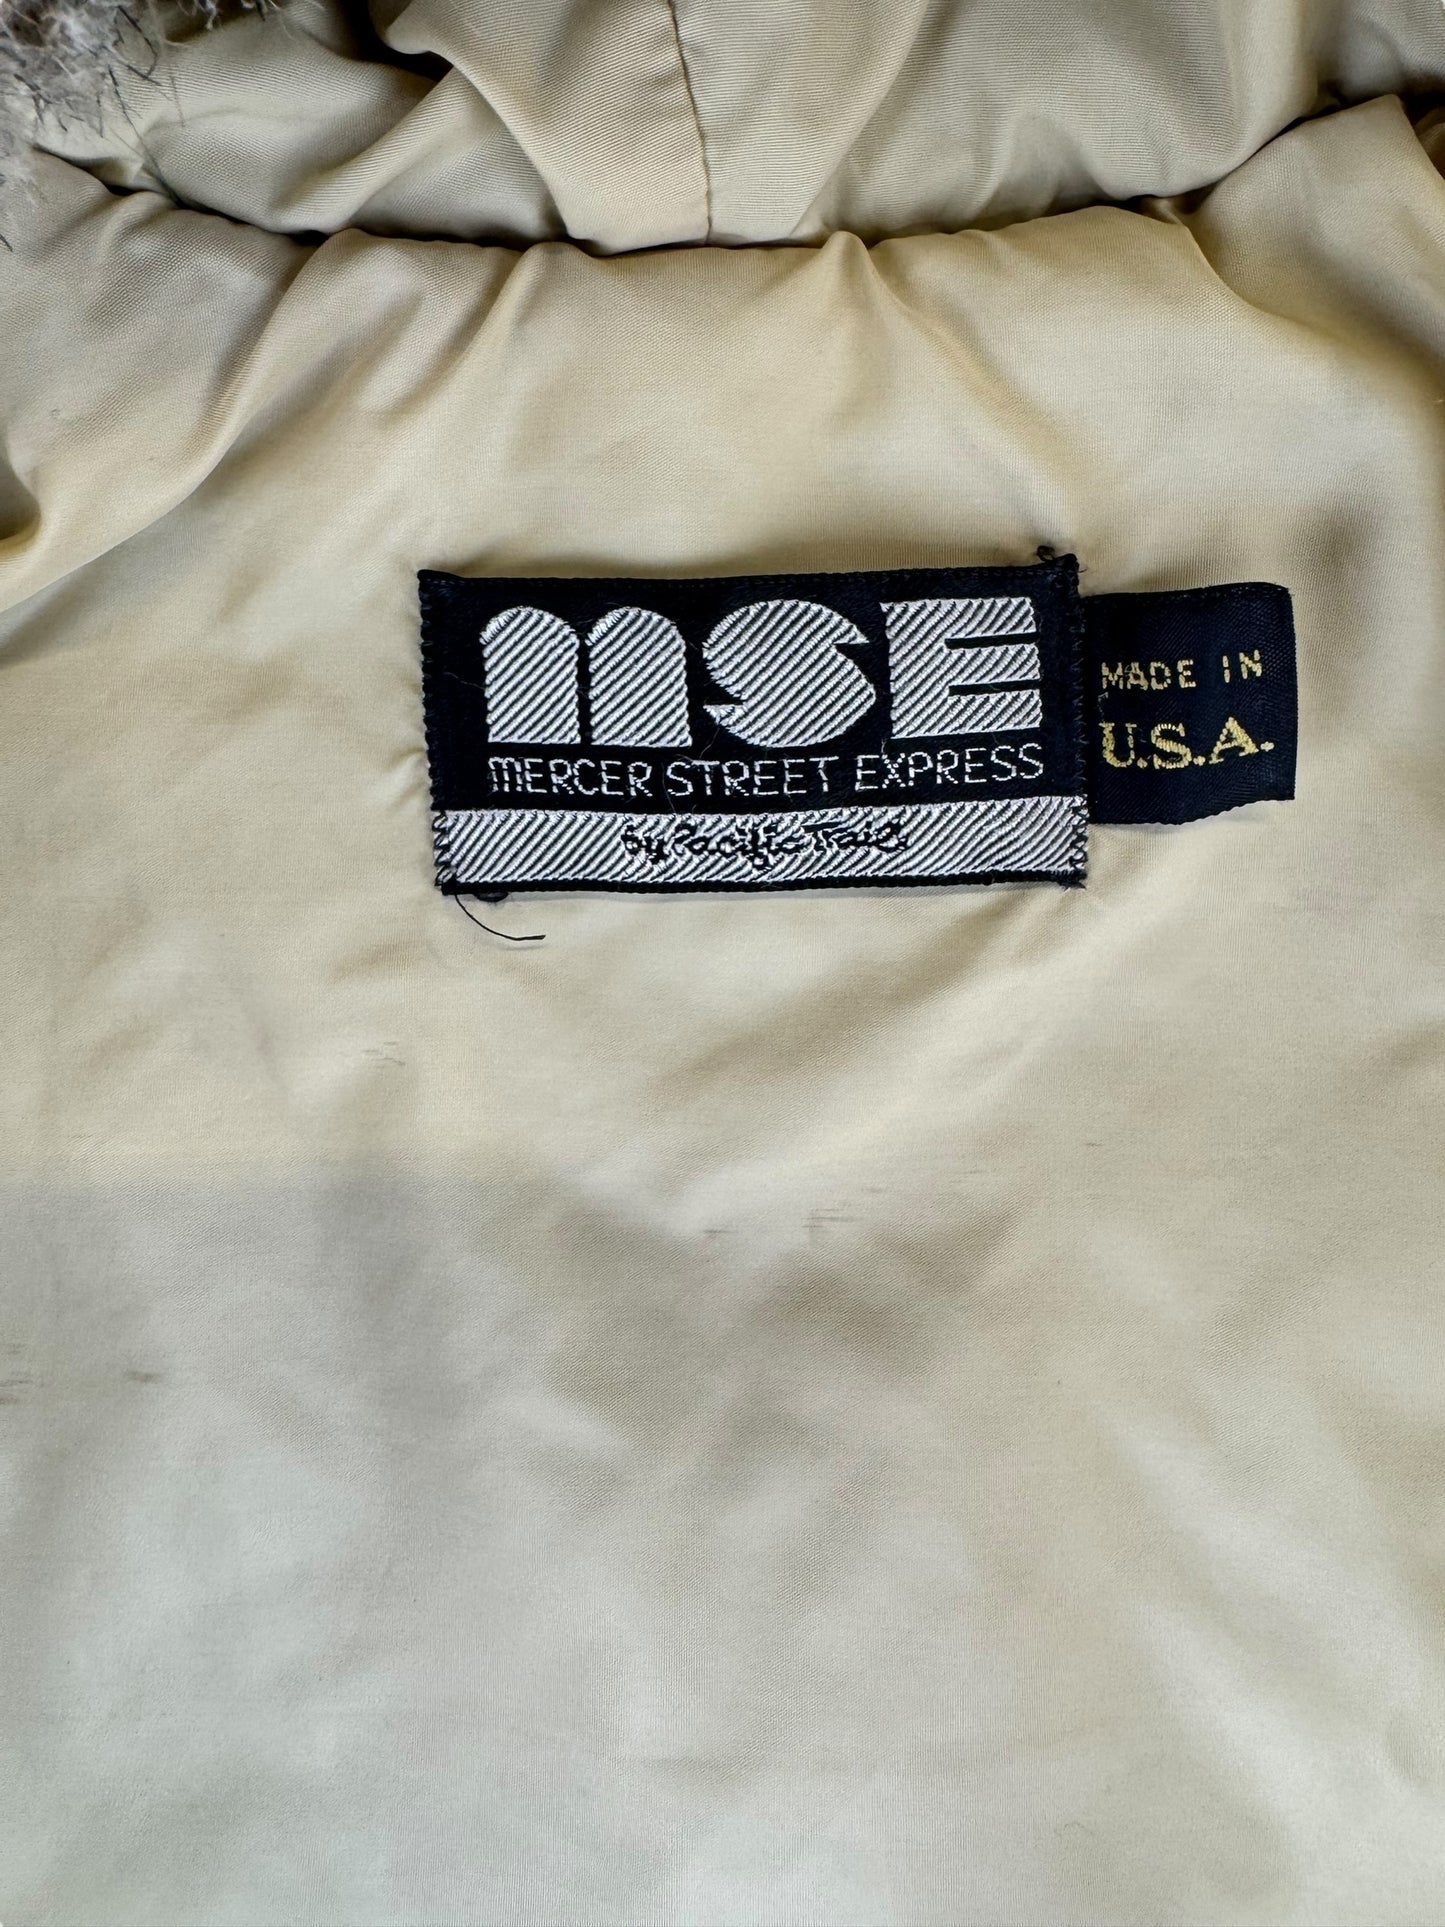 mSE
MERCER STREET EXPRESS
by Pacific Trail
MADE IN
U.S.A.